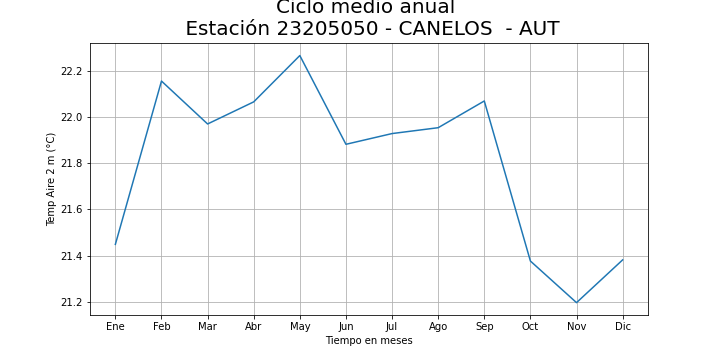 Ciclo medio anual
Estación 23205050 - CANELOS - AUT
Temp Aire 2 m (°C)
22.2
22.0
21.8
21.6
21.4
21.2
Ene Feb Mar Abr May Jun Jul Ago Sep Oct Nov Dic
Tiempo en meses